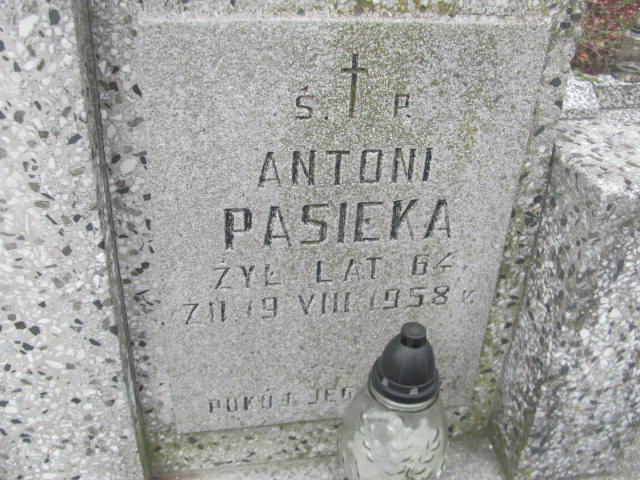 Ś. P.
ANTONI
PASIEKA
ŻYŁ LAT 64
ZM. 19 VIII 1958 r.
POKÓJ